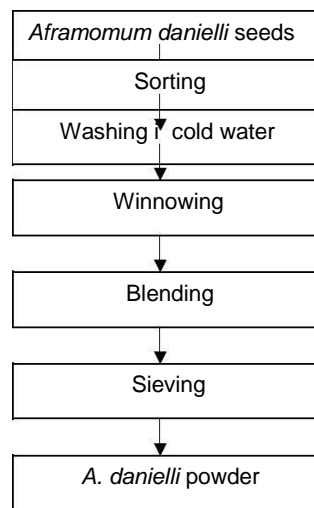 Aframomum danielli seeds
Sorting
Washing i cold water
Winnowing
Blending
Sieving
A. danielli powder